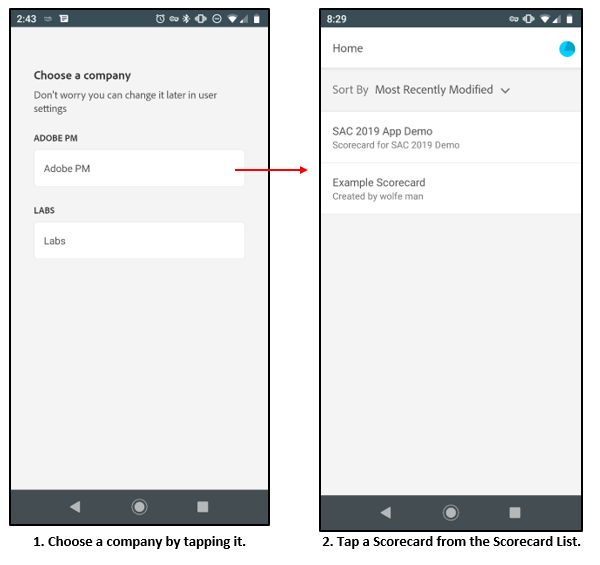 2:43
Choose a company
Don't worry you can change it later in user
settings
ADOBE PM
Adobe PM
LABS
Labs
1. Choose a company by tapping it.
8:29
Home
Sort By Most Recently Modified
SAC 2019 App Demo
Scorecard for SAC 2019 Demo
Example Scorecard
Created by wolfe man
2. Tap a Scorecard from the Scorecard List.